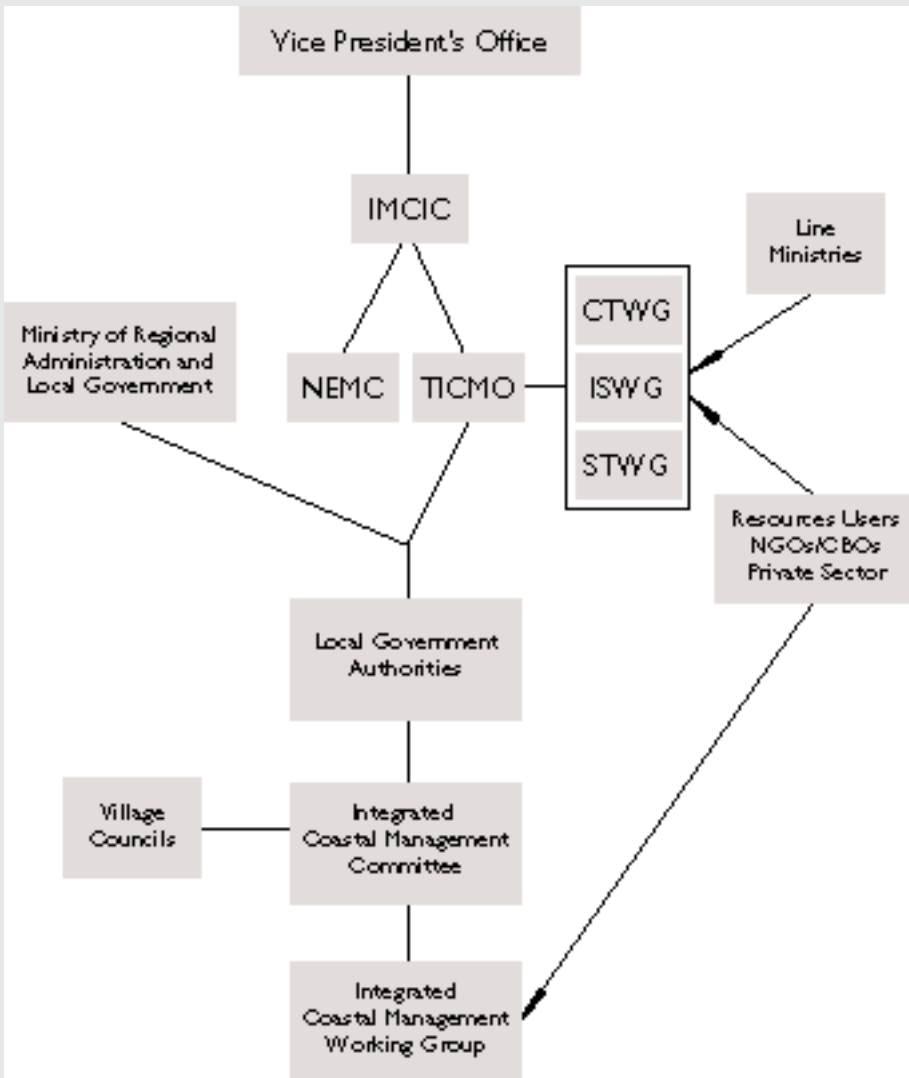 Vice President's Office
IMCIC
Line
Ministries
CTWG
Ministry of Regional
Administration and
Local Government
NEMC
TICMO
ISWG
STWG
Resources Users
NGOs/CBOs
Private Sector
Local Government
Authorities
Village
Councils
Integrated
Coastal Management
Committee
Integrated
Coastal Management
Working Group